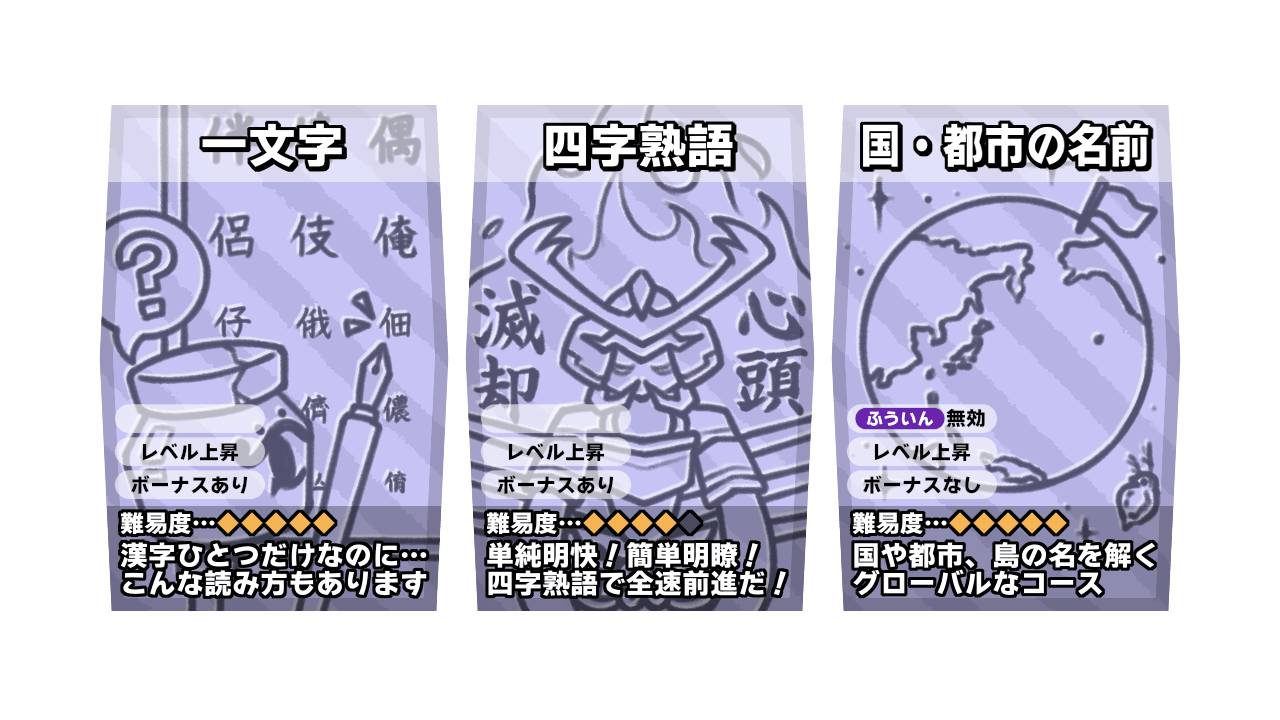 一文字
伴 偶
侶 伎 俺
仔 俄 佃
儕 儂
侑
レベル上昇
ボーナスあり
難易度…◆◆◆◆◆
漢字ひとつだけなのに…
こんな読み方もあります
四字熟語
心頭
滅却
レベル上昇
ボーナスあり
難易度…◆◆◆◆◆
単純明快！簡単明瞭！
四字熟語で全速前進だ！
国・都市の名前
ふういん 無効
レベル上昇
ボーナスなし
難易度…◆◆◆◆◆
国や都市、島の名を解く
グローバルなコース